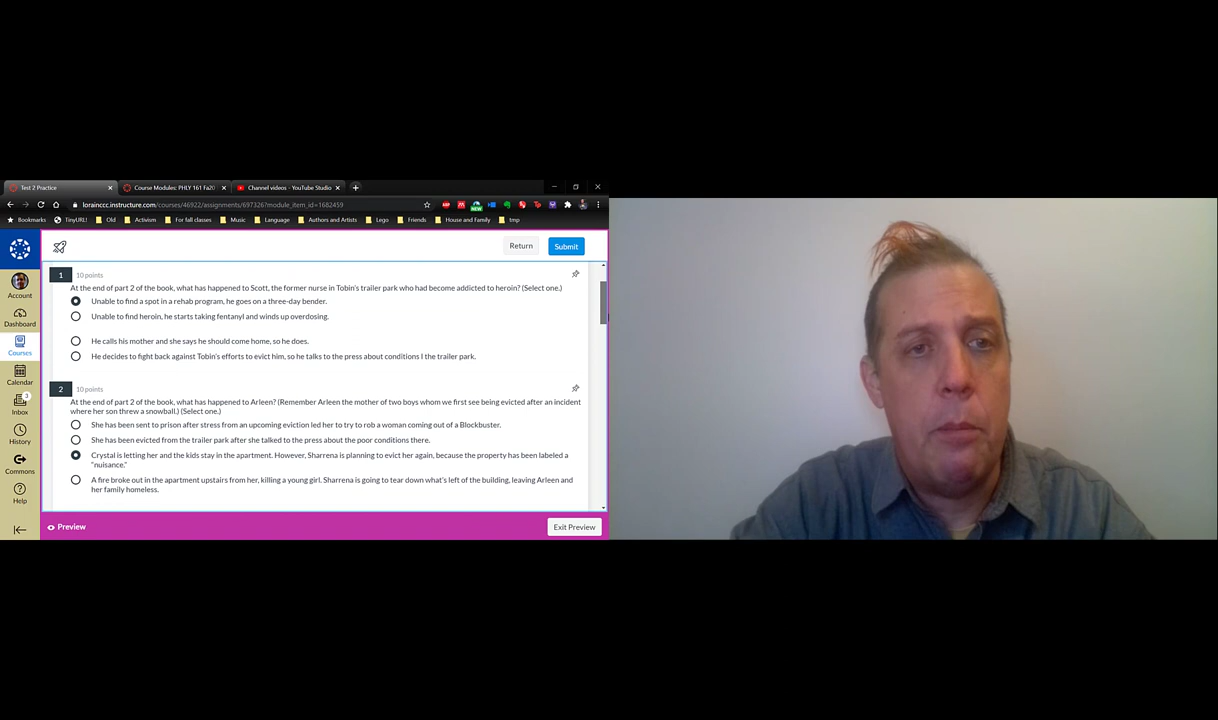 Test 2 Practice
Course Modules: PHLY 161 Fa20
Channel videos - YouTube Studio
lorainccc.instructure.com/courses/46922/assignments/697326?module_item_id=1682459
Bookmarks TinyURL! Old Activism For fall classes Music Language Authors and Artists Lego Friends House and Family tmp
Return
Submit
Account
Dashboard
Courses
Calendar
3
Inbox
History
Commons
Help
1 10 points
At the end of part 2 of the book, what has happened to Scott, the former nurse in Tobin's trailer park who had become addicted to heroin? (Select one.)
Unable to find a spot in a rehab program, he goes on a three-day bender.
Unable to find heroin, he starts taking fentanyl and winds up overdosing.
He calls his mother and she says he should come home, so he does.
He decides to fight back against Tobin's efforts to evict him, so he talks to the press about conditions I the trailer park.
2 10 points
At the end of part 2 of the book, what has happened to Arleen? (Remember Arleen the mother of two boys whom we first see being evicted after an incident
where her son threw a snowball.) (Select one.)
She has been sent to prison after stress from an upcoming eviction led her to try to rob a woman coming out of a Blockbuster.
She has been evicted from the trailer park after she talked to the press about the poor conditions there.
Crystal is letting her and the kids stay in the apartment. However, Sharrena is planning to evict her again, because the property has been labeled a
"nuisance."
A fire broke out in the apartment upstairs from her, killing a young girl. Sharrena is going to tear down what's left of the building, leaving Arleen and
her family homeless.
Preview
Exit Preview